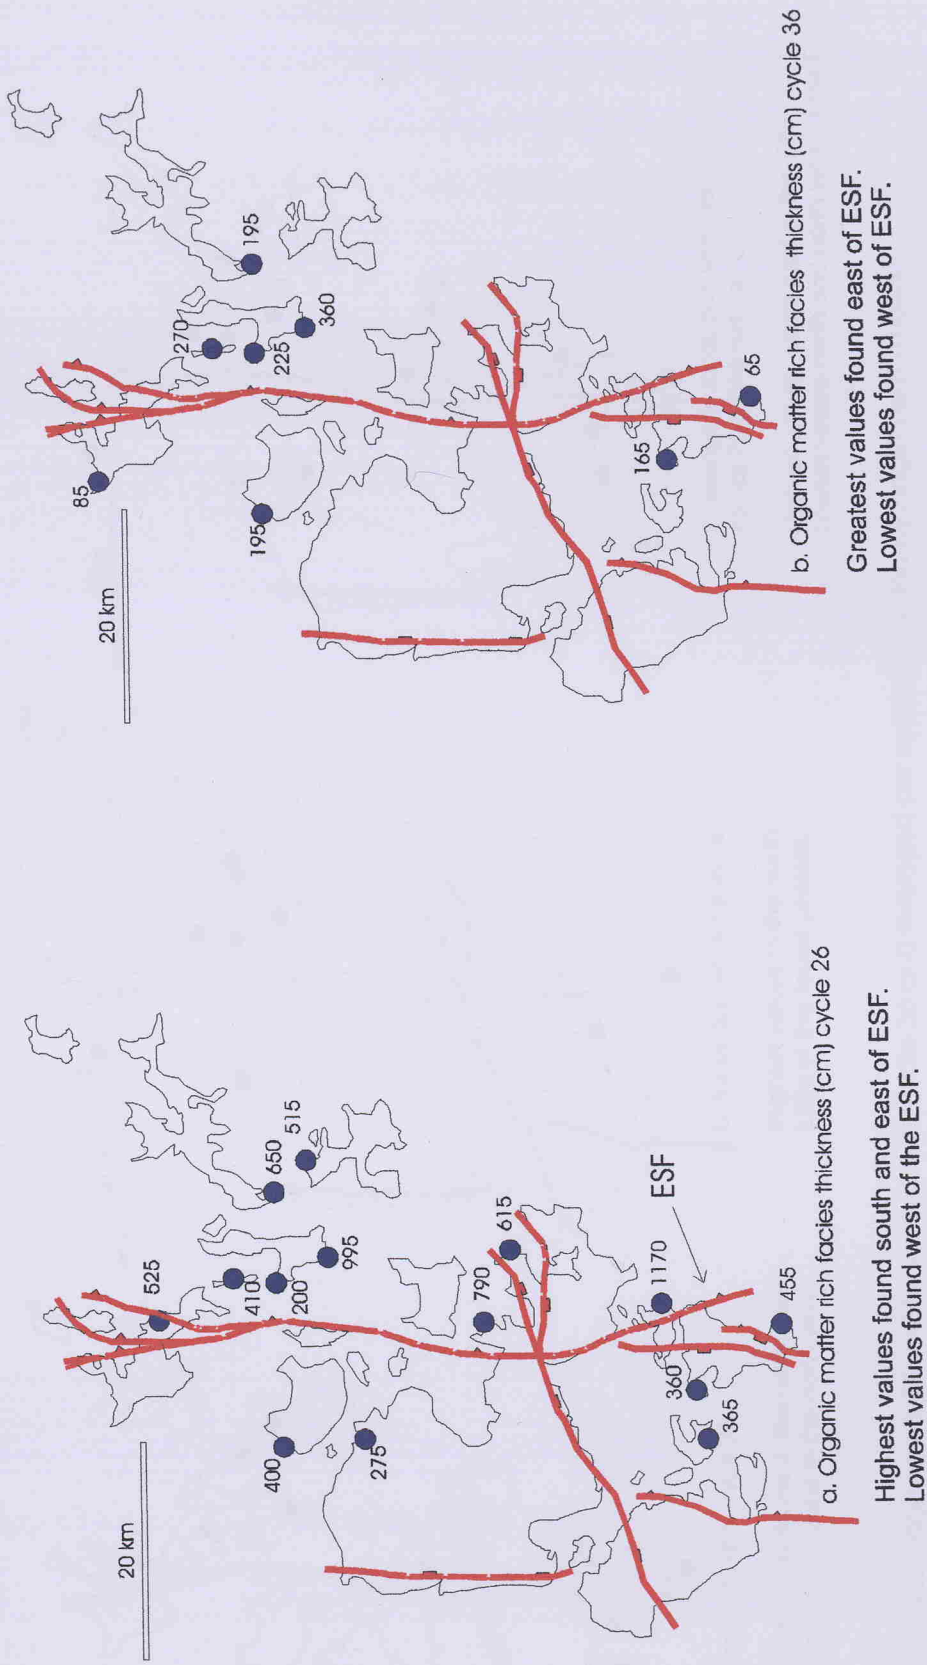 20 km
525
410
200
995
650
515
400
275
790
615
1170
ESF
360
365
455
a. Organic matter rich facies thickness (cm) cycle 26
Highest values found south and east of ESF.
Lowest values found west of the ESF.
20 km
85
270
225
195
360
195
165
65
b. Organic matter rich facies thickness (cm) cycle 36
Greatest values found east of ESF.
Lowest values found west of ESF.